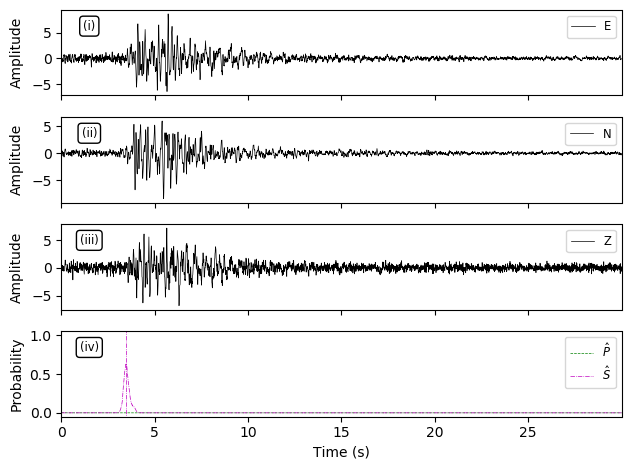 (i)
E
Amplitude
5
0
−5
(ii)
N
Amplitude
5
0
−5
(iii)
Z
Amplitude
5
0
−5
(iv)
P̂
Ŝ
Probability
1.0
0.5
0.0
0 5 10 15 20 25
Time (s)